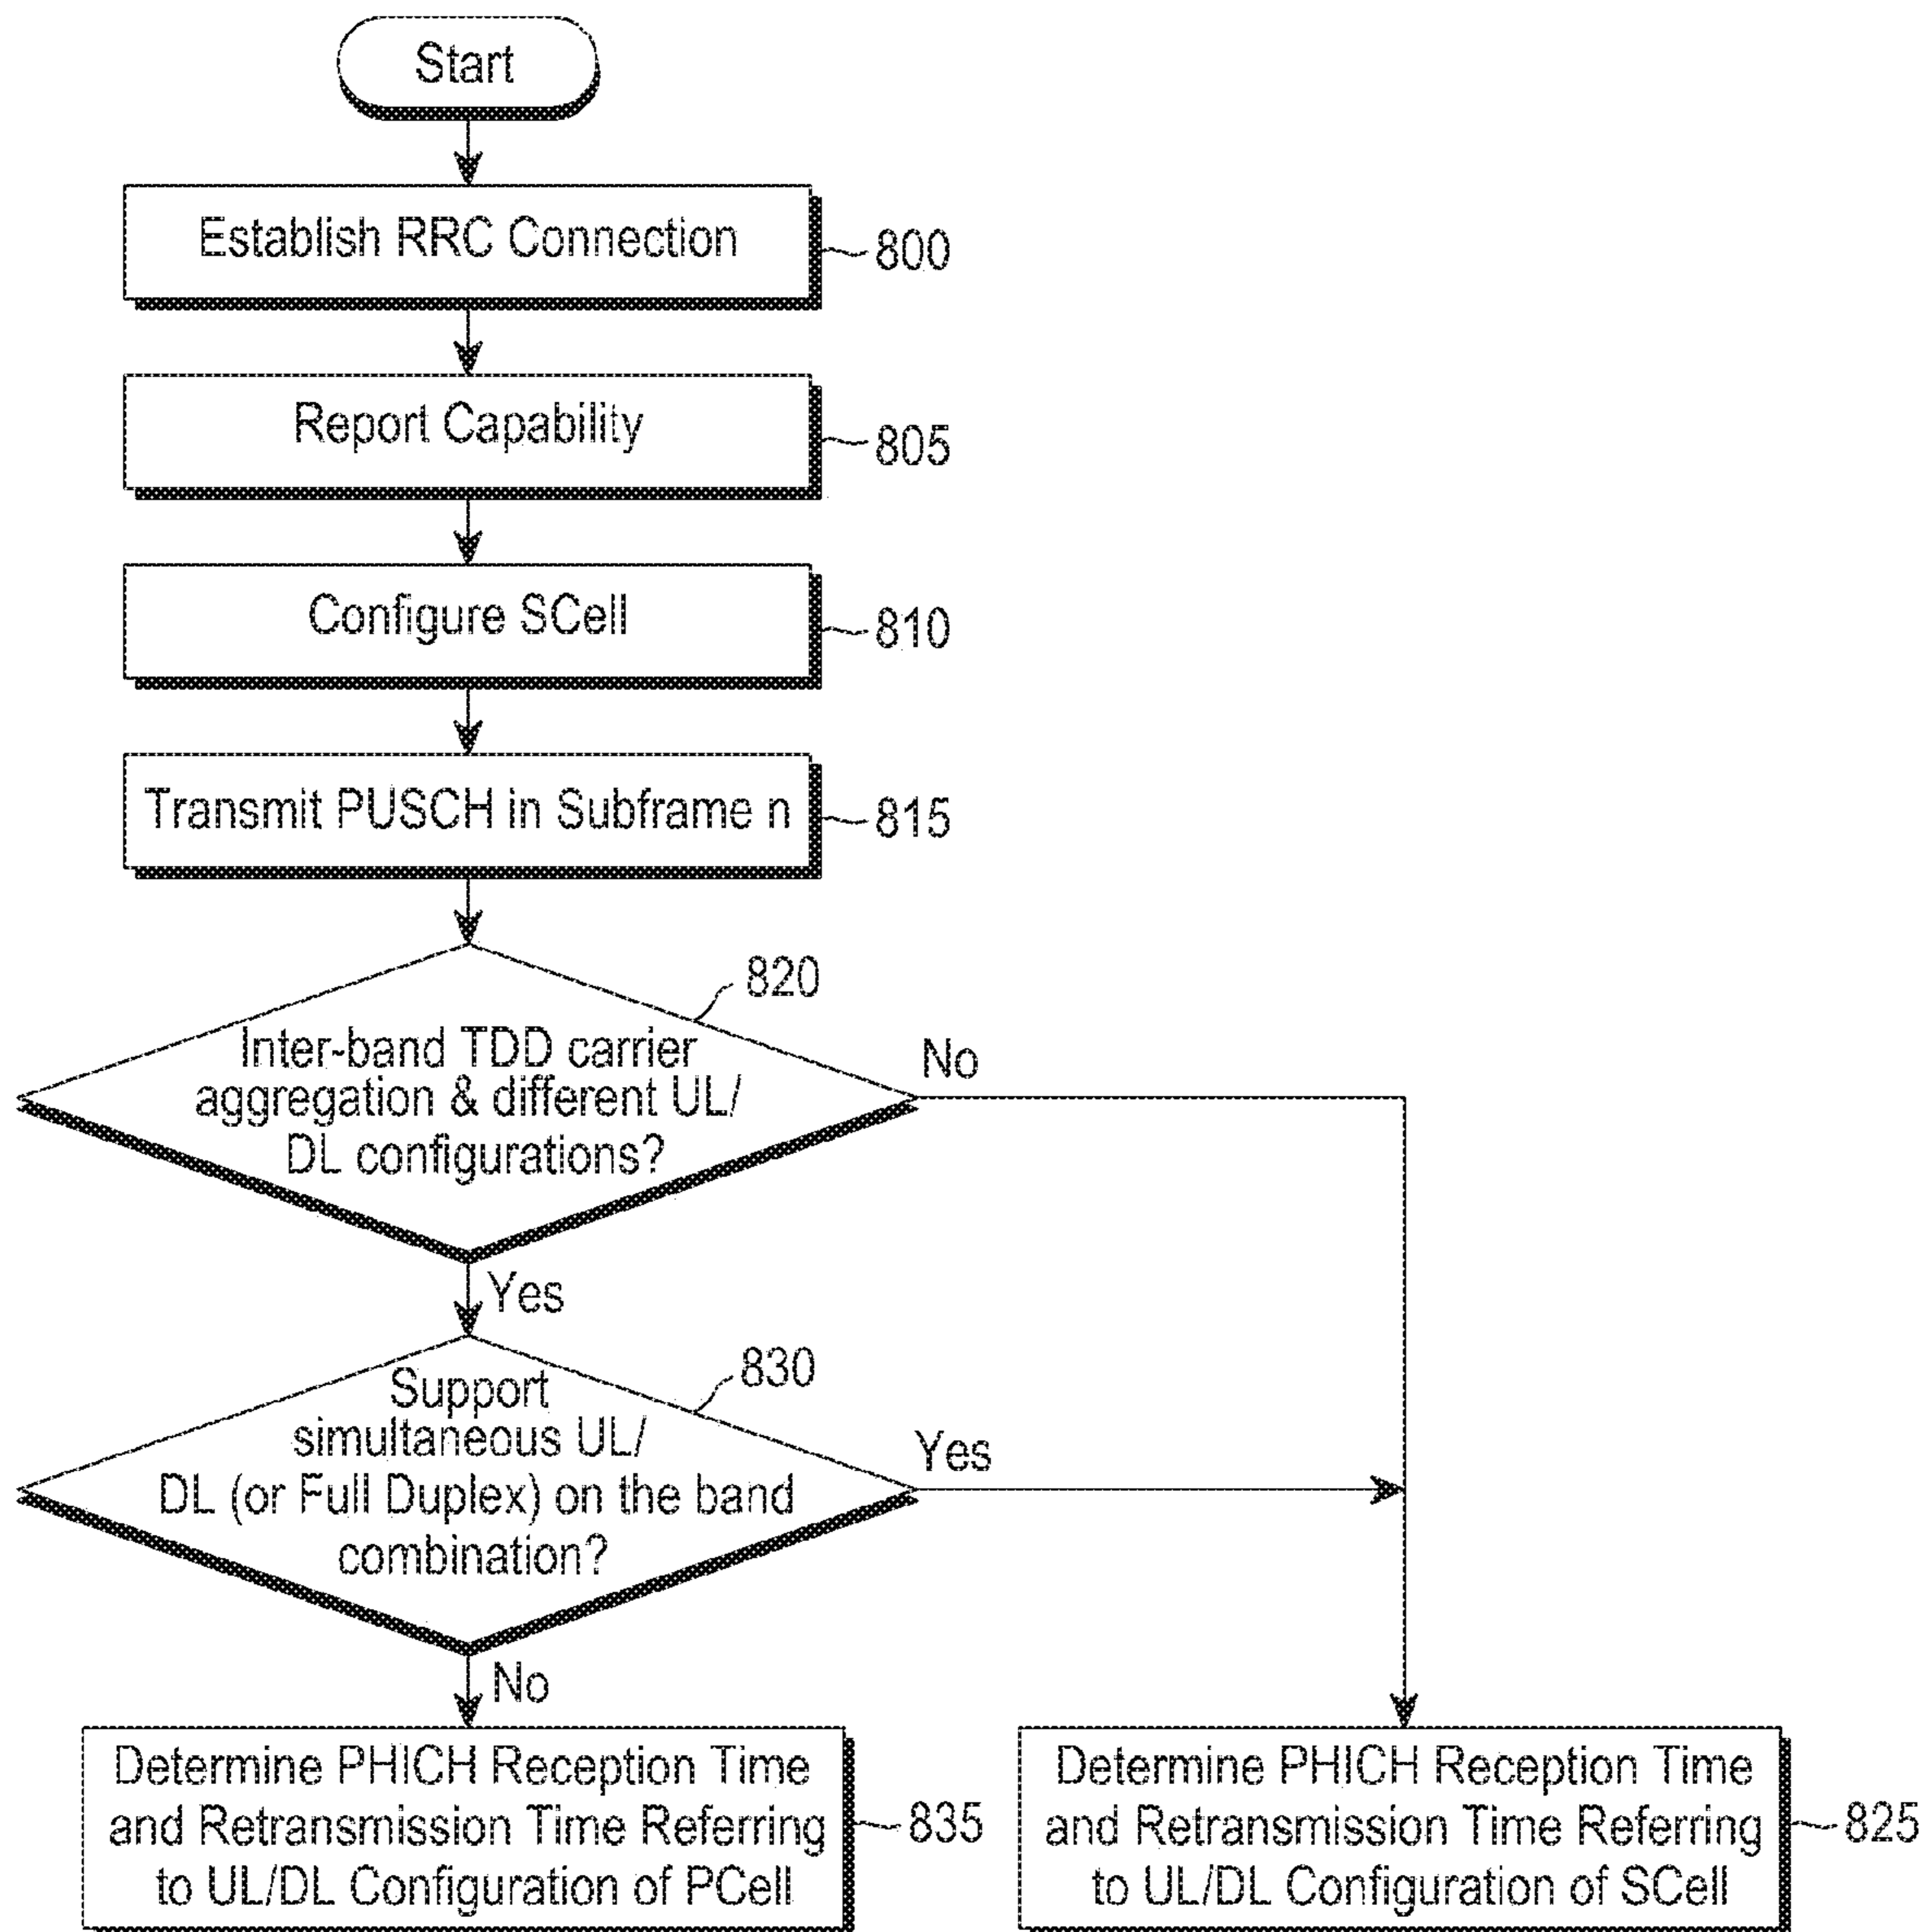 Start
Establish RRC Connection
800
Report Capability
805
Configure SCell
810
Transmit PUSCH in Subframe n
815
820
Inter-band TDD carrier
aggregation & different UL/
DL configurations?
No
Yes
830
Support
simultaneous UL/
DL (or Full Duplex) on the band
combination?
Yes
No
Determine PHICH Reception Time
and Retransmission Time Referring
to UL/DL Configuration of PCell
835
Determine PHICH Reception Time
and Retransmission Time Referring
to UL/DL Configuration of SCell
825